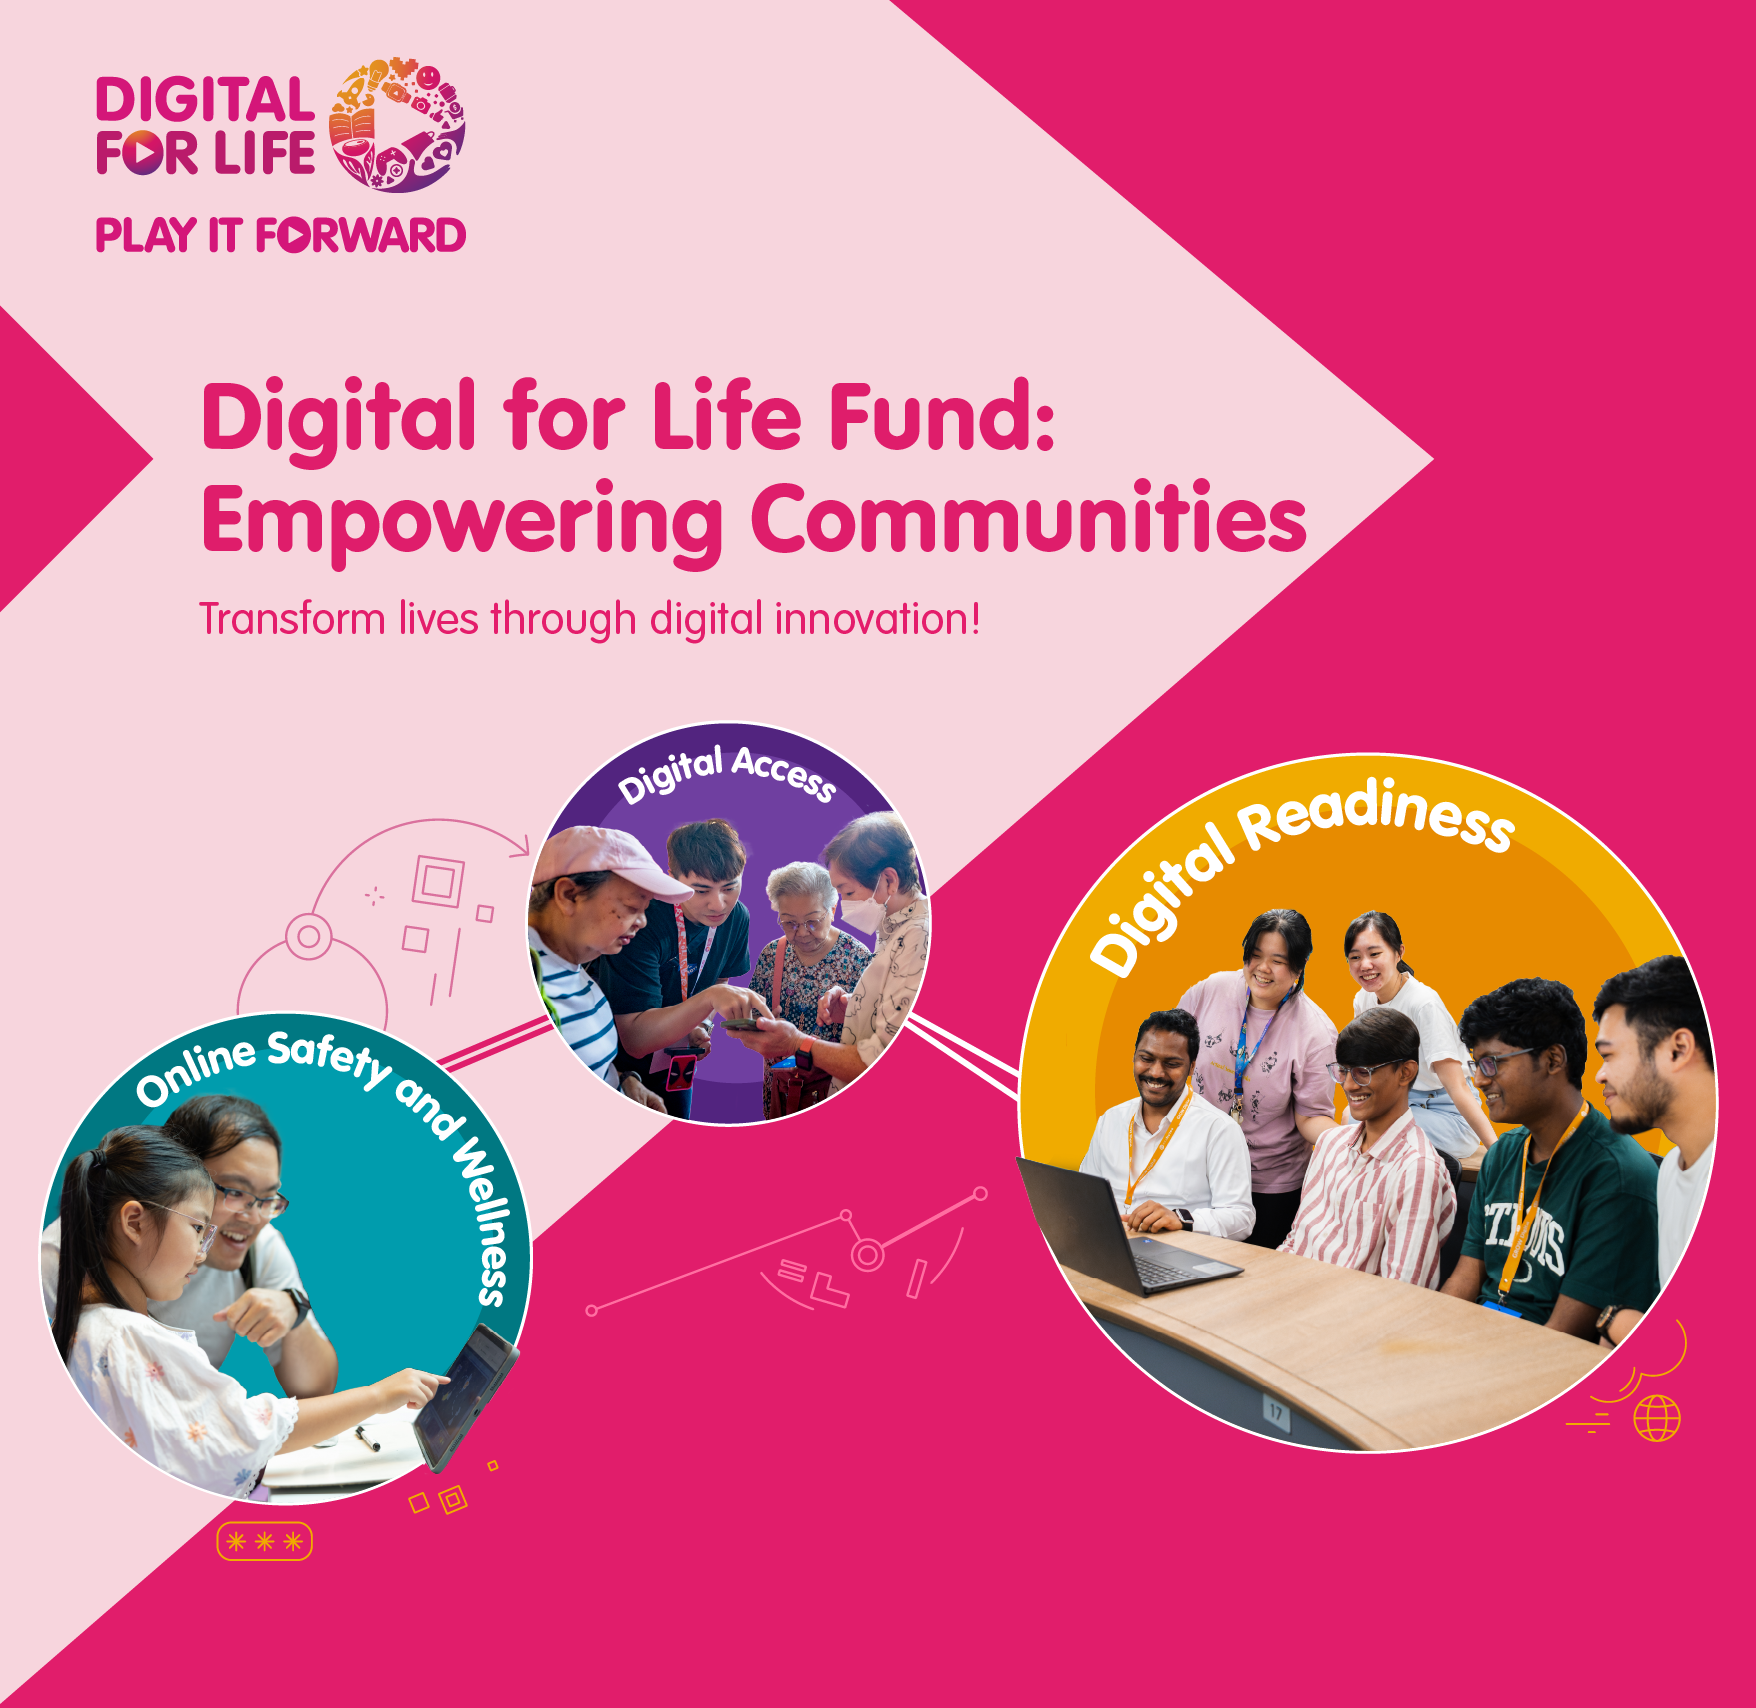 DIGITAL
FOR LIFE
PLAY IT FORWARD
Digital for Life Fund:
Empowering Communities
Transform lives through digital innovation!
Digital Access
Digital Readiness
Online Safety and Wellness
17